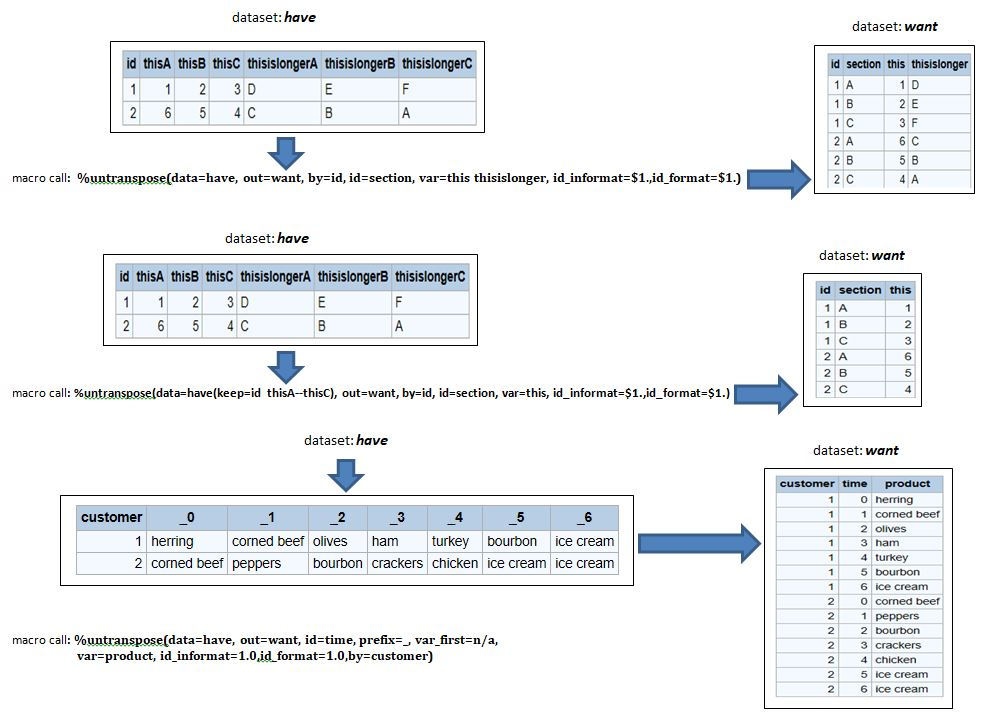 dataset: have
id thisA thisB thisC thisislongerA thisislongerB thisislongerC
1 1 2 3 D E F
2 6 5 4 C B A
macro call: %untranspose(data=have, out=want, by=id, id=section, var=this thisislonger, id_informat=$1.,id_format=$1.)
dataset: want
id section this thisislonger
1 A 1 D
1 B 2 E
1 C 3 F
2 A 6 C
2 B 5 B
2 C 4 A
dataset: have
id thisA thisB thisC thisislongerA thisislongerB thisislongerC
1 1 2 3 D E F
2 6 5 4 C B A
macro call: %untranspose(data=have(keep=id thisA--thisC), out=want, by=id, id=section, var=this, id_informat=$1.,id_format=$1.)
dataset: want
id section this
1 A 1
1 B 2
1 C 3
2 A 6
2 B 5
2 C 4
dataset: have
customer _0 _1 _2 _3 _4 _5 _6
1 herring corned beef olives ham turkey bourbon ice cream
2 corned beef peppers bourbon crackers chicken ice cream ice cream
macro call: %untranspose(data=have, out=want, id=time, prefix=_, var_first=n/a,
var=product, id_informat=1.0,id_format=1.0,by=customer)
dataset: want
customer time product
1 0 herring
1 1 corned beef
1 2 olives
1 3 ham
1 4 turkey
1 5 bourbon
1 6 ice cream
2 0 corned beef
2 1 peppers
2 2 bourbon
2 3 crackers
2 4 chicken
2 5 ice cream
2 6 ice cream